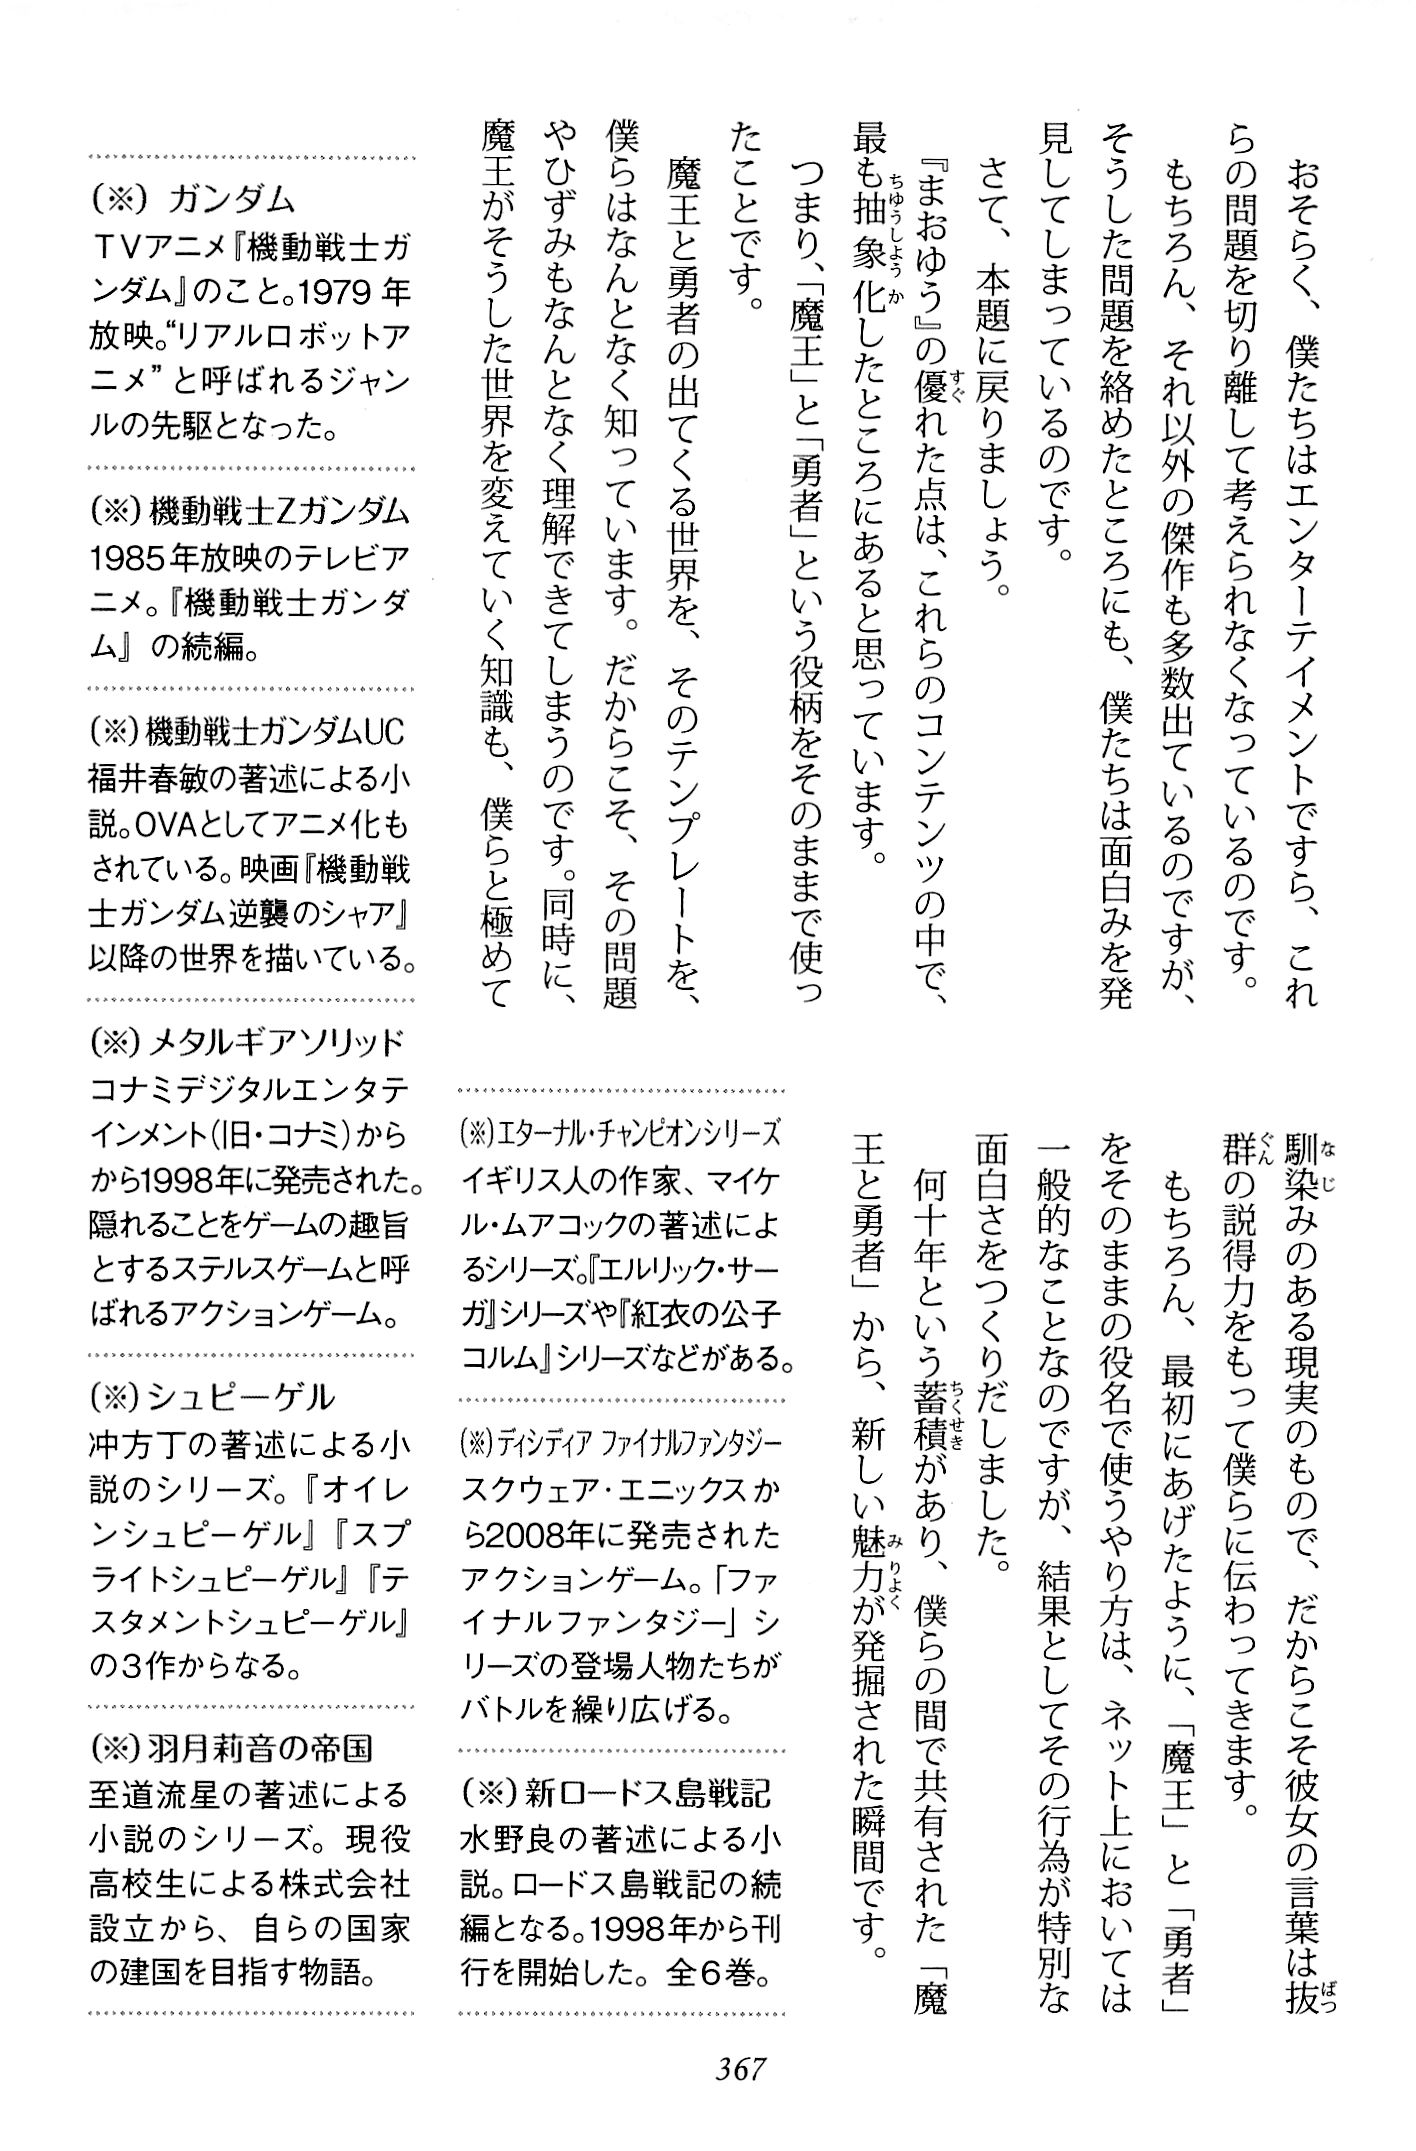 おそらく、僕たちはエンターテイメントですら、これ
らの問題を切り離して考えられなくなっているのです。
もちろん、それ以外の傑作も多数出ているのですが、
そうした問題を絡めたところにも、僕たちは面白みを発
見してしまっているのです。
さて、本題に戻りましょう。
『まおゆう』の優れた点は、これらのコンテンツの中で、
最も抽象化したところにあると思っています。
つまり、「魔王」と「勇者」という役柄をそのままで使っ
たことです。
魔王と勇者の出てくる世界を、そのテンプレートを、
僕らはなんとなく知っています。だからこそ、その問題
やひずみもなんとなく理解できてしまうのです。同時に、
魔王がそうした世界を変えていく知識も、僕らと極めて
馴染みのある現実のもので、だからこそ彼女の言葉は抜
群の説得力をもって僕らに伝わってきます。
もちろん、最初にあげたように、「魔王」と「勇者」
をそのままの役名で使うやり方は、ネット上においては
一般的なことなのですが、結果としてその行為が特別な
面白さをつくりだしました。
何十年という蓄積があり、僕らの間で共有された「魔
王と勇者」から、新しい魅力が発掘された瞬間です。
(※)エターナル・チャンピオンシリーズ
イギリス人の作家、マイケ
ル・ムアコックの著述によ
るシリーズ。『エルリック・サー
ガ』シリーズや『紅衣の公子
コルム』シリーズなどがある。
(※)ディシディア ファイナルファンタジー
スクウェア・エニックスか
ら2008年に発売された
アクションゲーム。「ファ
イナルファンタジー」シ
リーズの登場人物たちが
バトルを繰り広げる。
(※)新ロードス島戦記
水野良の著述による小
説。ロードス島戦記の続
編となる。1998年から刊
行を開始した。全6巻。
(※) ガンダム
TVアニメ『機動戦士ガ
ンダム』のこと。1979年
放映。“リアルロボットア
ニメ”と呼ばれるジャン
ルの先駆となった。
(※)機動戦士Zガンダム
1985年放映のテレビア
ニメ。『機動戦士ガンダ
ム』の続編。
(※)機動戦士ガンダムUC
福井春敏の著述による小
説。OVAとしてアニメ化も
されている。映画『機動戦
士ガンダム逆襲のシャア』
以降の世界を描いている。
(※)メタルギアソリッド
コナミデジタルエンタテ
インメント(旧・コナミ)から
から1998年に発売された。
隠れることをゲームの趣旨
とするステルスゲームと呼
ばれるアクションゲーム。
(※)シュピーゲル
冲方丁の著述による小
説のシリーズ。『オイレ
ンシュピーゲル』『スプ
ライトシュピーゲル』『テ
スタメントシュピーゲル』
の3作からなる。
(※)羽月莉音の帝国
至道流星の著述による
小説のシリーズ。現役
高校生による株式会社
設立から、自らの国家
の建国を目指す物語。
367